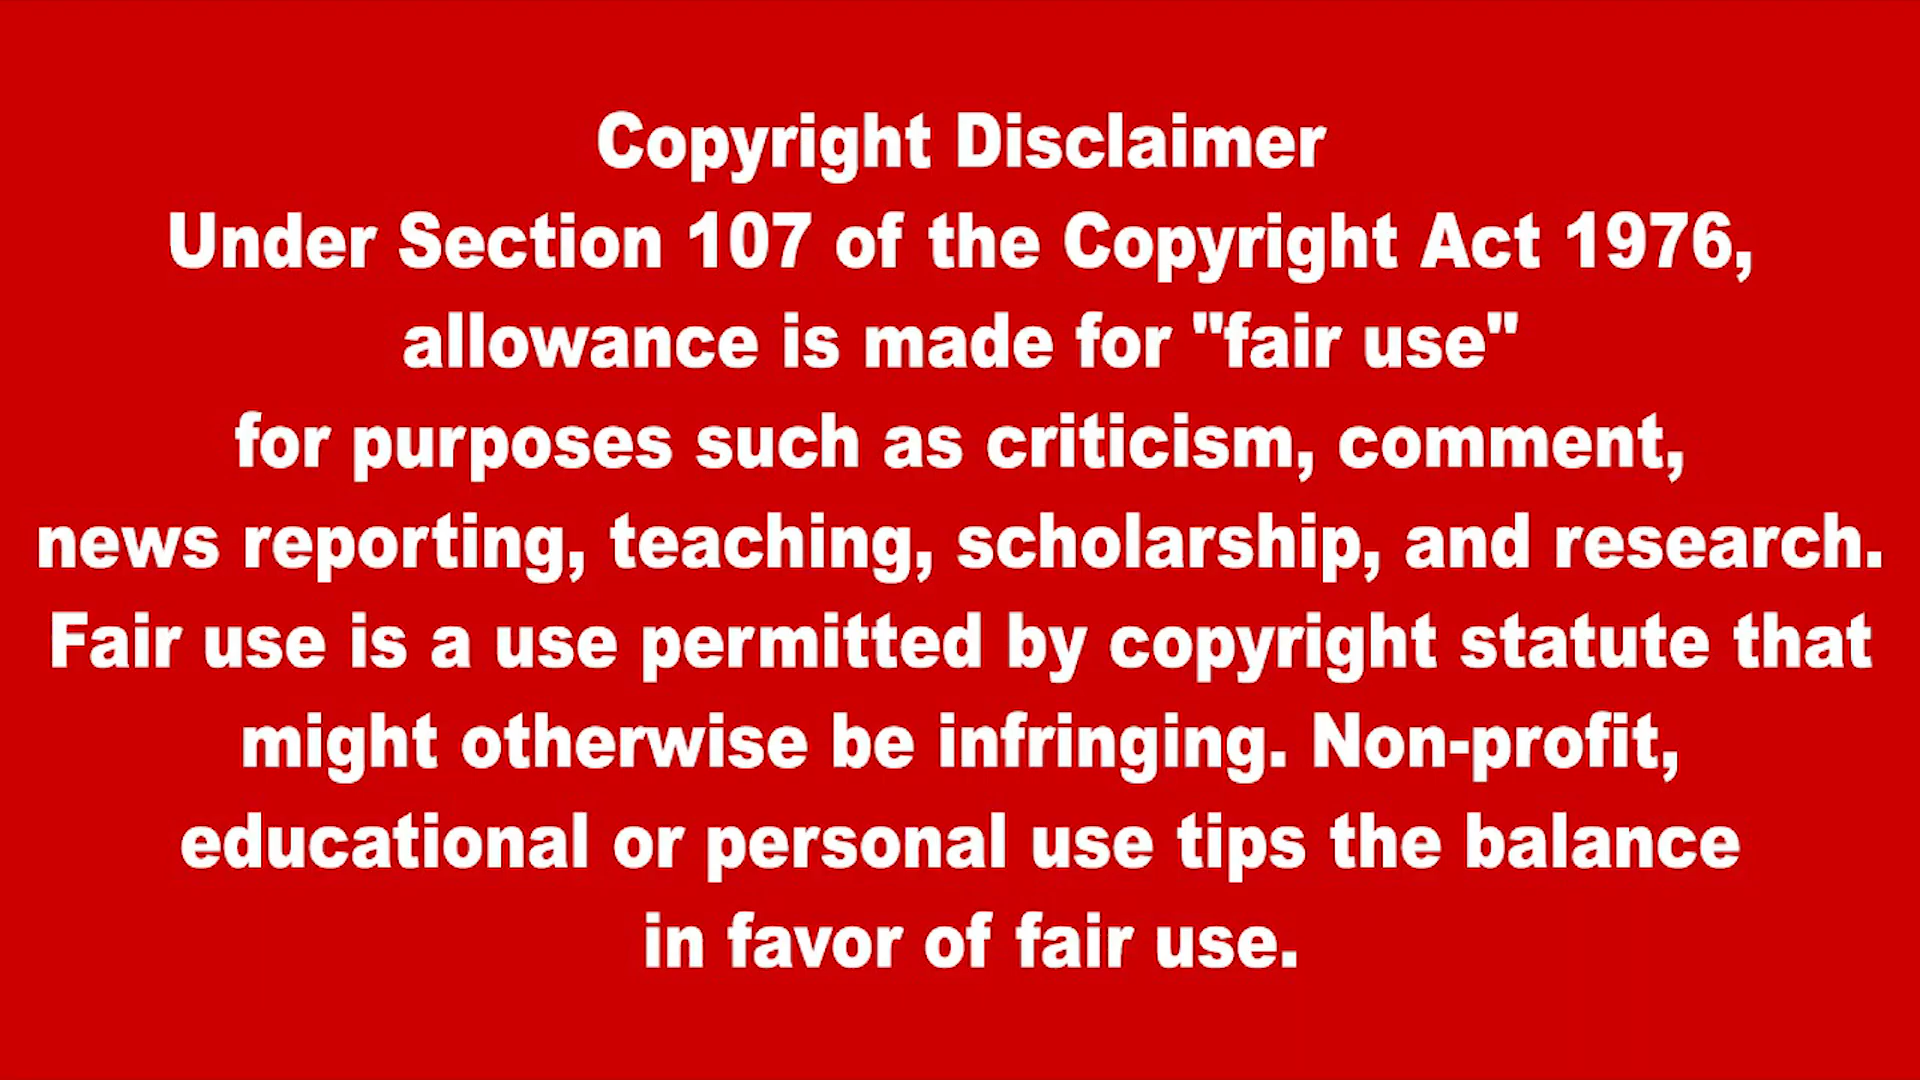 Copyright Disclaimer
Under Section 107 of the Copyright Act 1976,
allowance is made for "fair use"
for purposes such as criticism, comment,
news reporting, teaching, scholarship, and research.
Fair use is a use permitted by copyright statute that
might otherwise be infringing. Non-profit,
educational or personal use tips the balance
in favor of fair use.